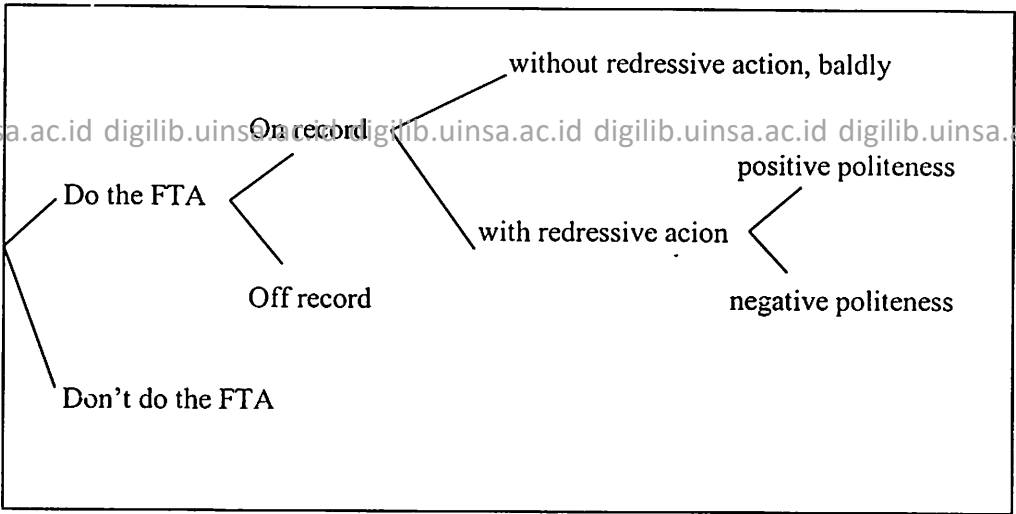 without redressive action, baldly
sa.ac.id digilib.uinsa.ac.id digilib.uinsa.ac.id digilib.uinsa.ac.id digilib.uinsa.
On record
positive politeness
Do the FTA
with redressive acion
Off record
negative politeness
Don't do the FTA